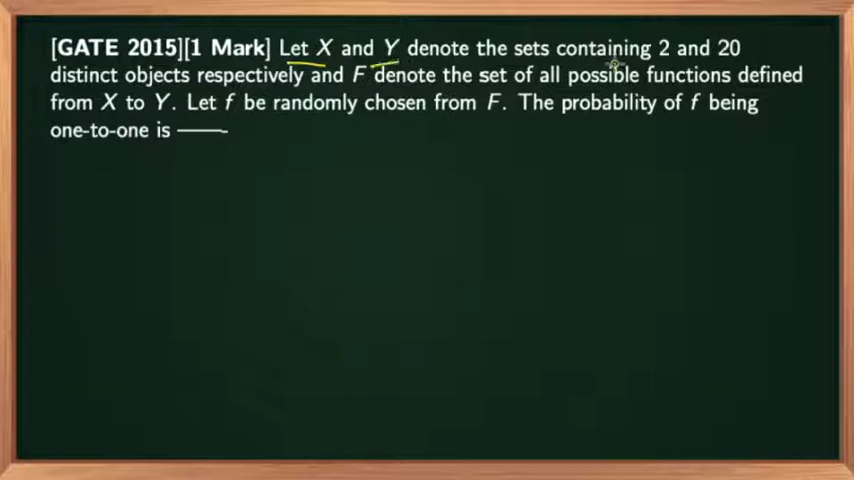 [GATE 2015][1 Mark] Let X and Y denote the sets containing 2 and 20
distinct objects respectively and F denote the set of all possible functions defined
from X to Y. Let f be randomly chosen from F. The probability of f being
one-to-one is ———